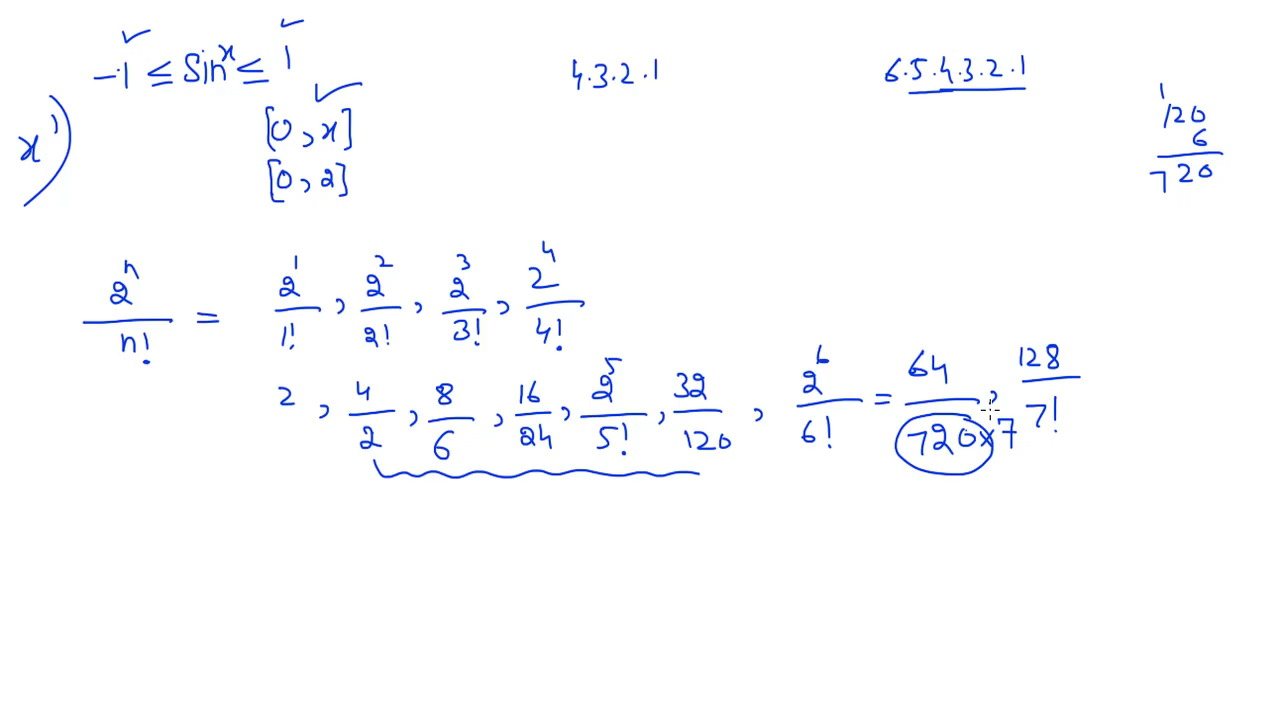 -1 ≤ Sin^x ≤ 1
4.3.2.1
6.5.4.3.2.1
x')
[0, x]
[0, 2]
1
120
6
720
2^n/n! = 2^1/1!, 2^2/2!, 2^3/3!, 2^4/4!
2, 4/2, 8/6, 16/24, 2^5/5!, 32/120, 2^6/6! = 64/720×7, 128/7!